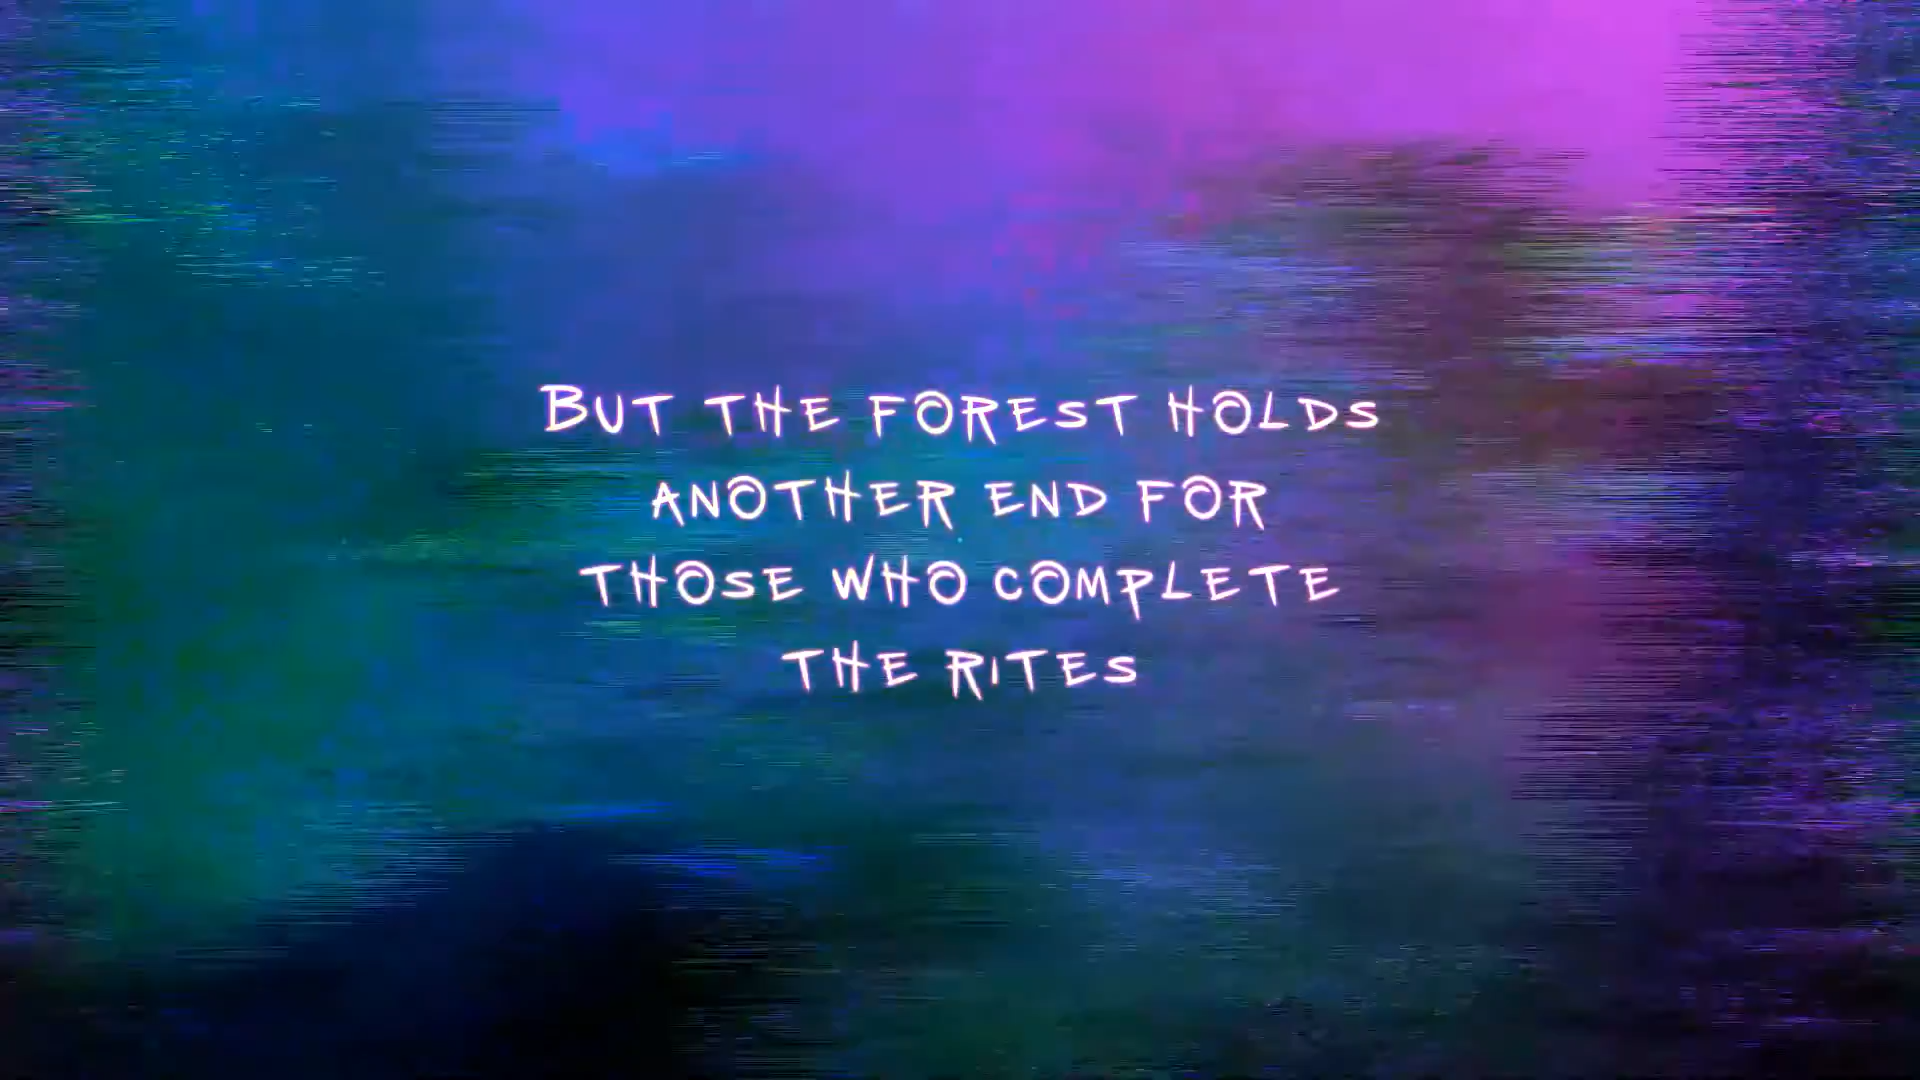 But the forest holds
another end for
those who complete
the rites